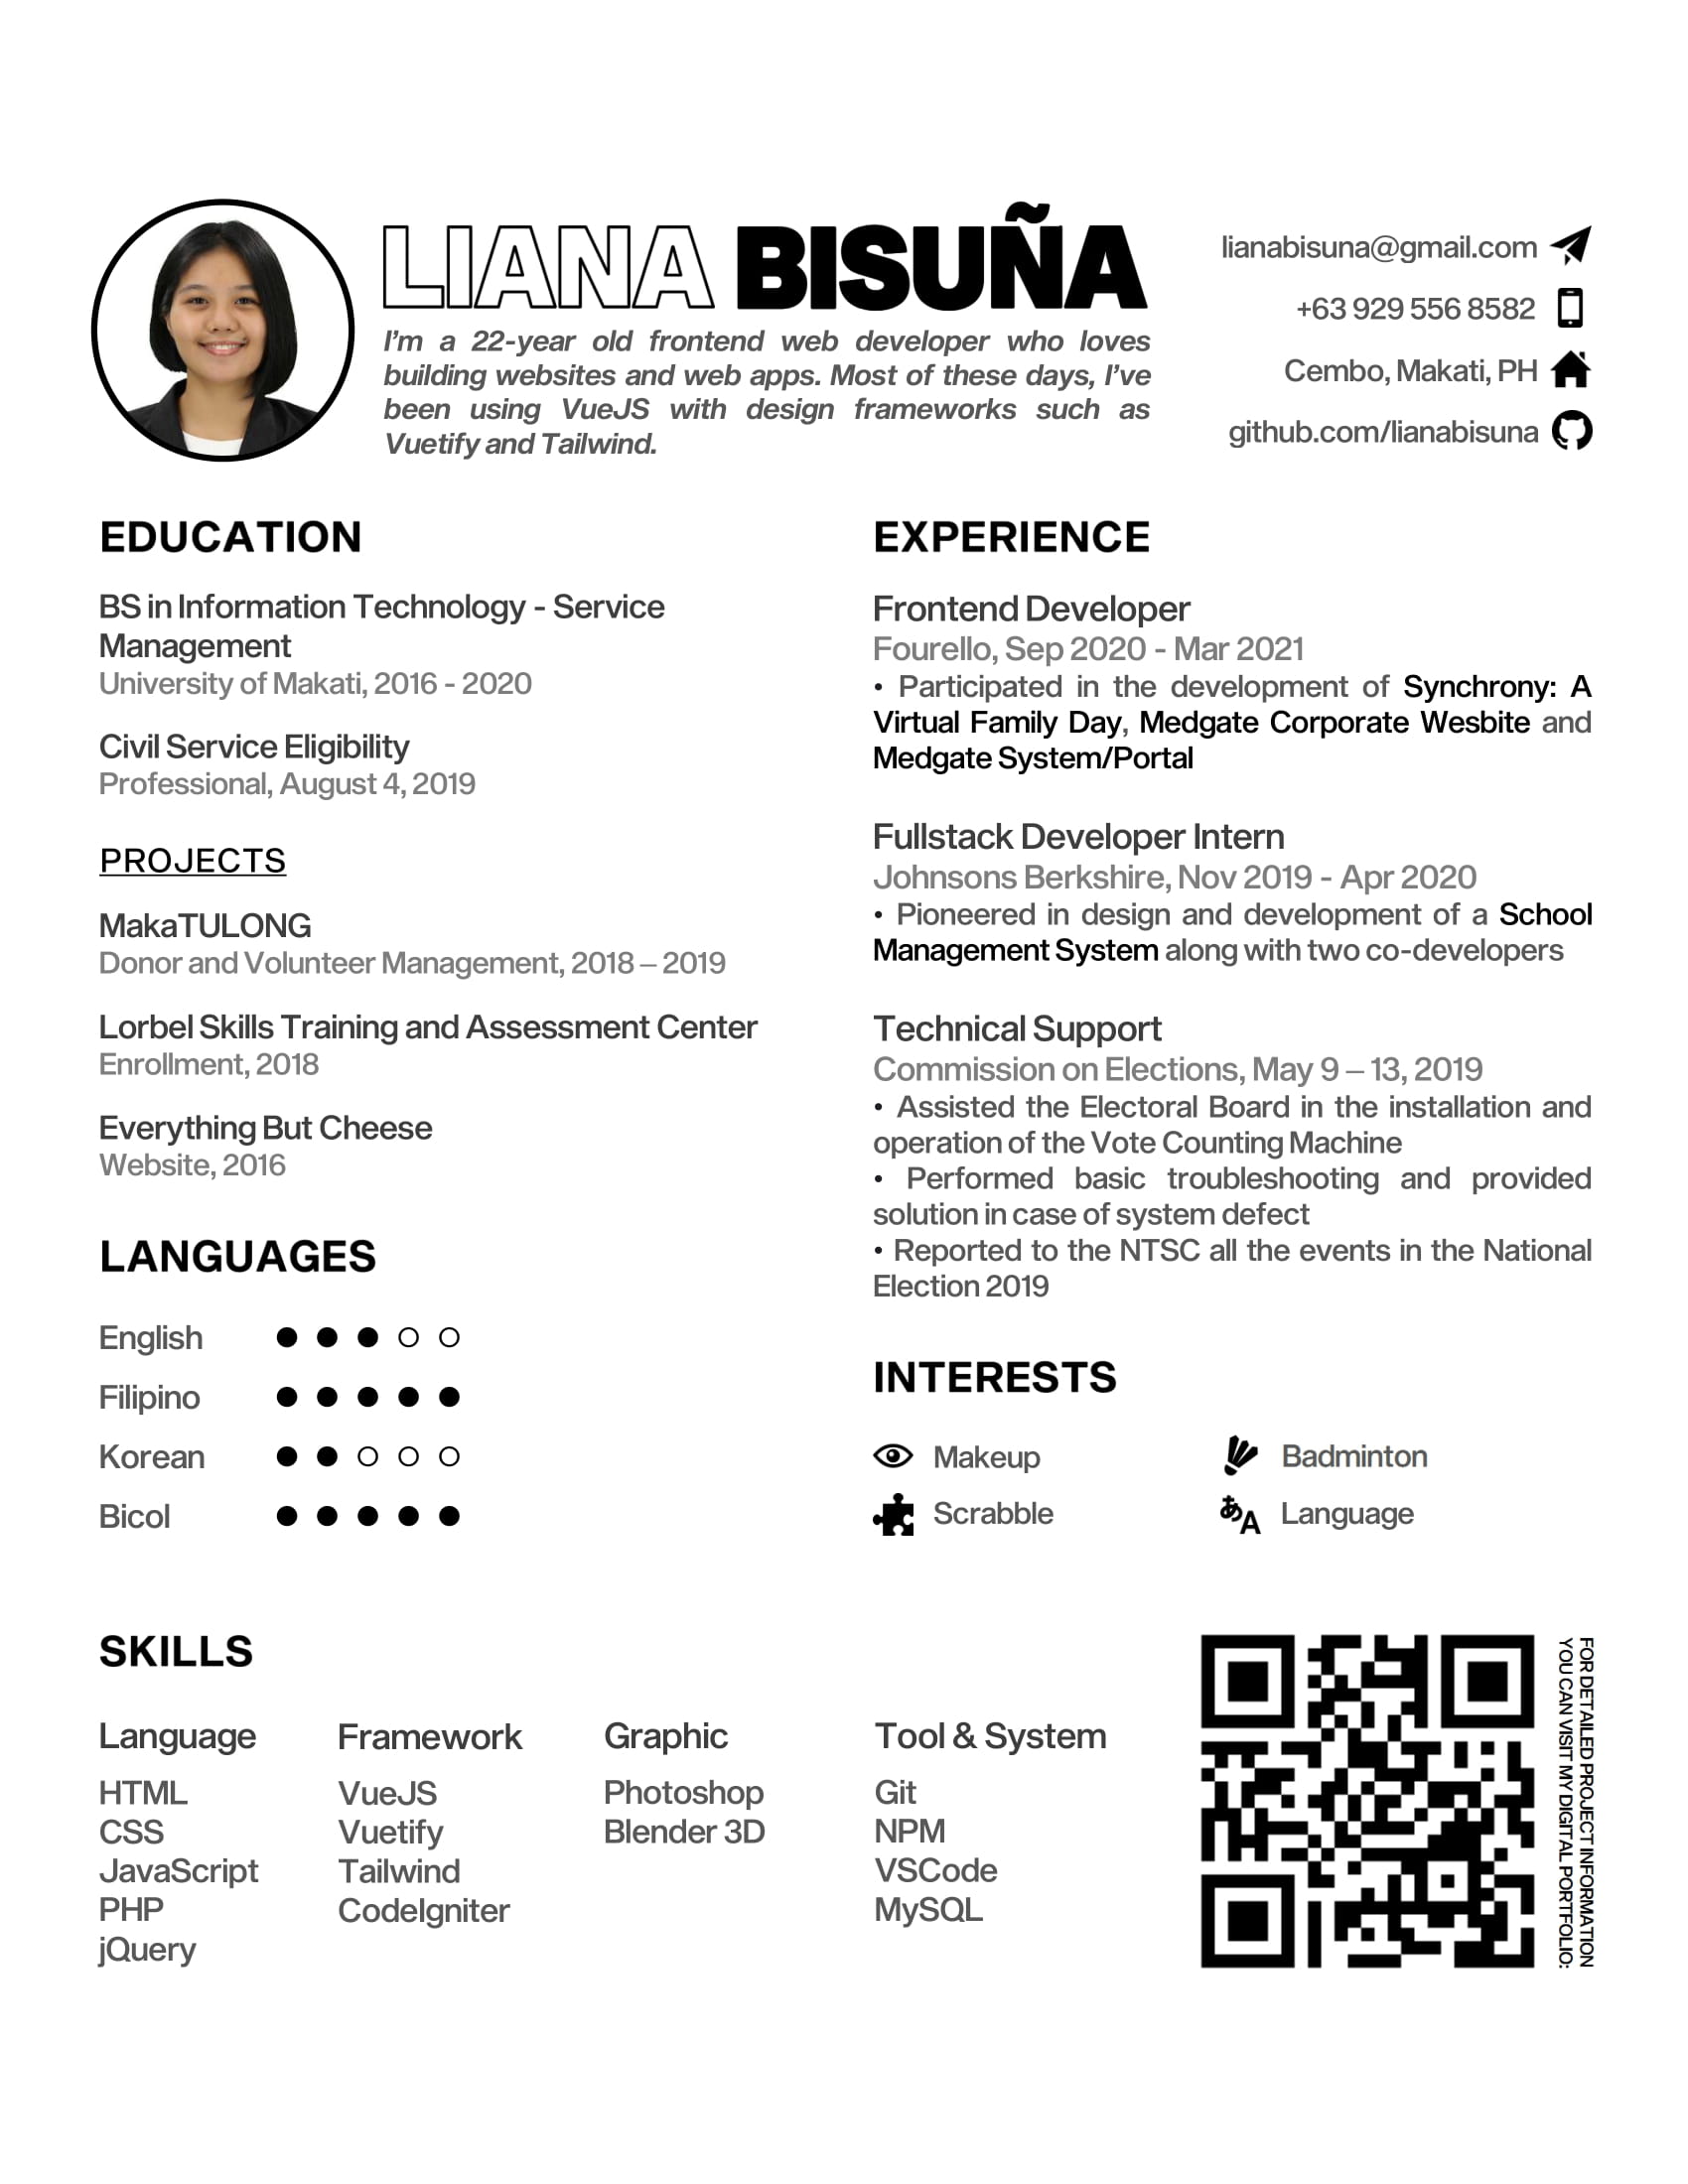 LIANA BISUÑA
I'm a 22-year old frontend web developer who loves
building websites and web apps. Most of these days, I've
been using VueJS with design frameworks such as
Vuetify and Tailwind.
lianabisuna@gmail.com
+63 929 556 8582
Cembo, Makati, PH
github.com/lianabisuna
EDUCATION
BS in Information Technology - Service
Management
University of Makati, 2016 - 2020
Civil Service Eligibility
Professional, August 4, 2019
PROJECTS
MakaTULONG
Donor and Volunteer Management, 2018 – 2019
Lorbel Skills Training and Assessment Center
Enrollment, 2018
Everything But Cheese
Website, 2016
LANGUAGES
English
Filipino
Korean
Bicol
EXPERIENCE
Frontend Developer
Fourello, Sep 2020 - Mar 2021
• Participated in the development of Synchrony: A
Virtual Family Day, Medgate Corporate Wesbite and
Medgate System/Portal
Fullstack Developer Intern
Johnsons Berkshire, Nov 2019 - Apr 2020
• Pioneered in design and development of a School
Management System along with two co-developers
Technical Support
Commission on Elections, May 9 – 13, 2019
• Assisted the Electoral Board in the installation and
operation of the Vote Counting Machine
• Performed basic troubleshooting and provided
solution in case of system defect
• Reported to the NTSC all the events in the National
Election 2019
INTERESTS
Makeup
Badminton
Scrabble
あA Language
SKILLS
Language
HTML
CSS
JavaScript
PHP
jQuery
Framework
VueJS
Vuetify
Tailwind
CodeIgniter
Graphic
Photoshop
Blender 3D
Tool & System
Git
NPM
VSCode
MySQL
FOR DETAILED PROJECT INFORMATION
YOU CAN VISIT MY DIGITAL PORTFOLIO: